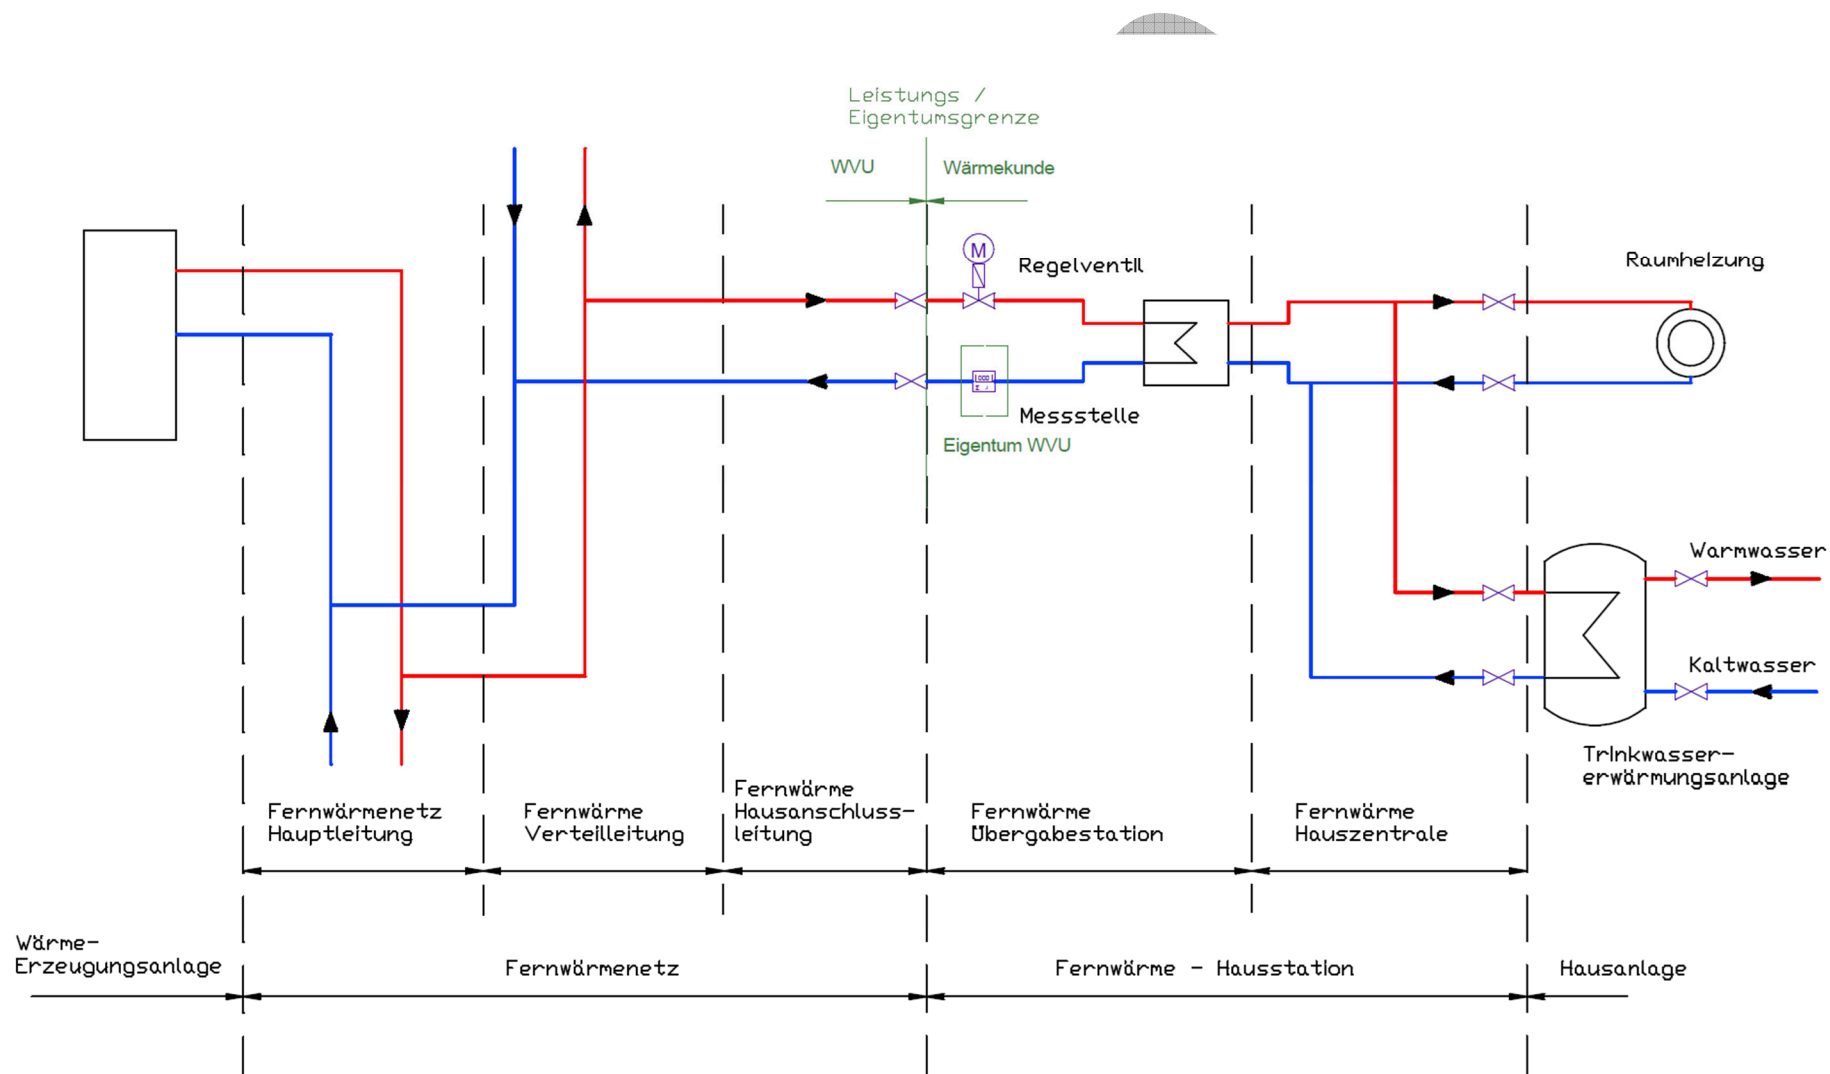 Leistungs /
Eigentumsgrenze
WVU
Wärmekunde
M
Regelventil
Raumheizung
Messstelle
Eigentum WVU
Warmwasser
Kaltwasser
Trinkwasser-
erwärmungsanlage
Fernwärmenetz
Hauptleitung
Fernwärme
Verteilleitung
Fernwärme
Hausanschluss-
leitung
Fernwärme
Übergabestation
Fernwärme
Hauszentrale
Wärme-
Erzeugungsanlage
Fernwärmenetz
Fernwärme - Hausstation
Hausanlage